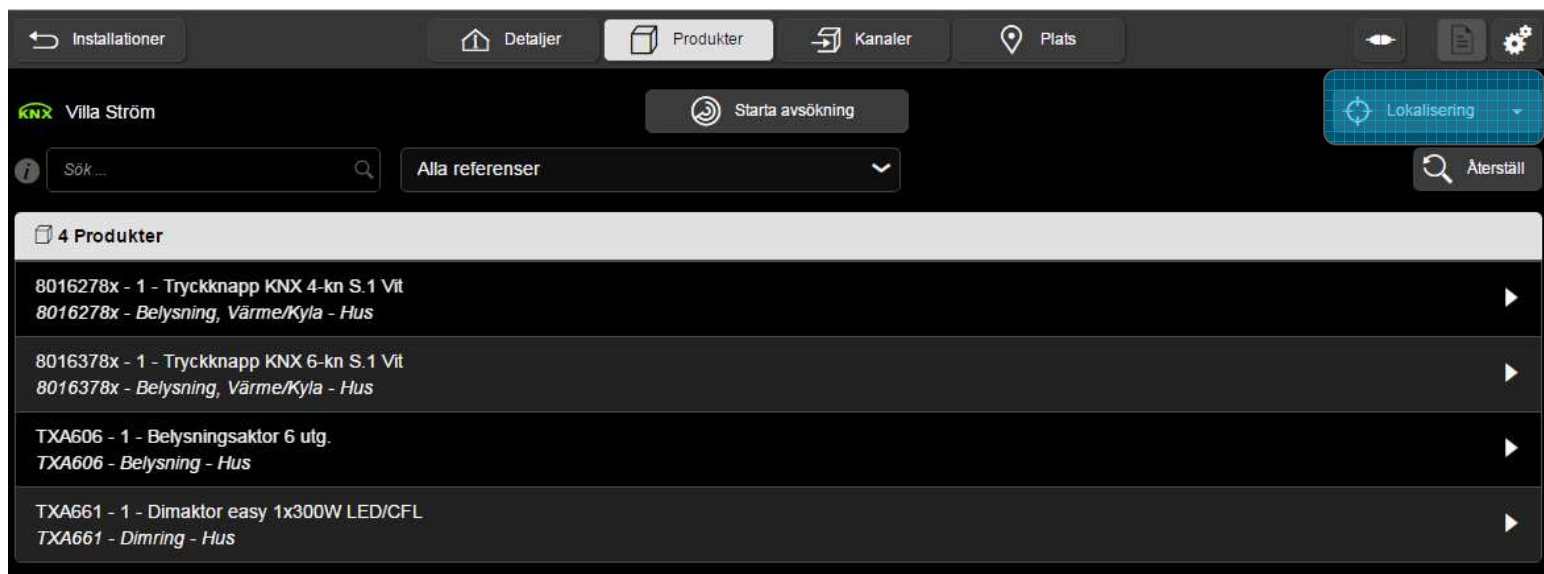 Installationer
Detaljer
Produkter
Kanaler
Plats
KNX Villa Ström
Starta avsökning
Lokalisering
i
Sök ...
Alla referenser
Återställ
4 Produkter
8016278x - 1 - Tryckknapp KNX 4-kn S.1 Vit
8016278x - Belysning, Värme/Kyla - Hus
8016378x - 1 - Tryckknapp KNX 6-kn S.1 Vit
8016378x - Belysning, Värme/Kyla - Hus
TXA606 - 1 - Belysningsaktor 6 utg.
TXA606 - Belysning - Hus
TXA661 - 1 - Dimaktor easy 1x300W LED/CFL
TXA661 - Dimring - Hus